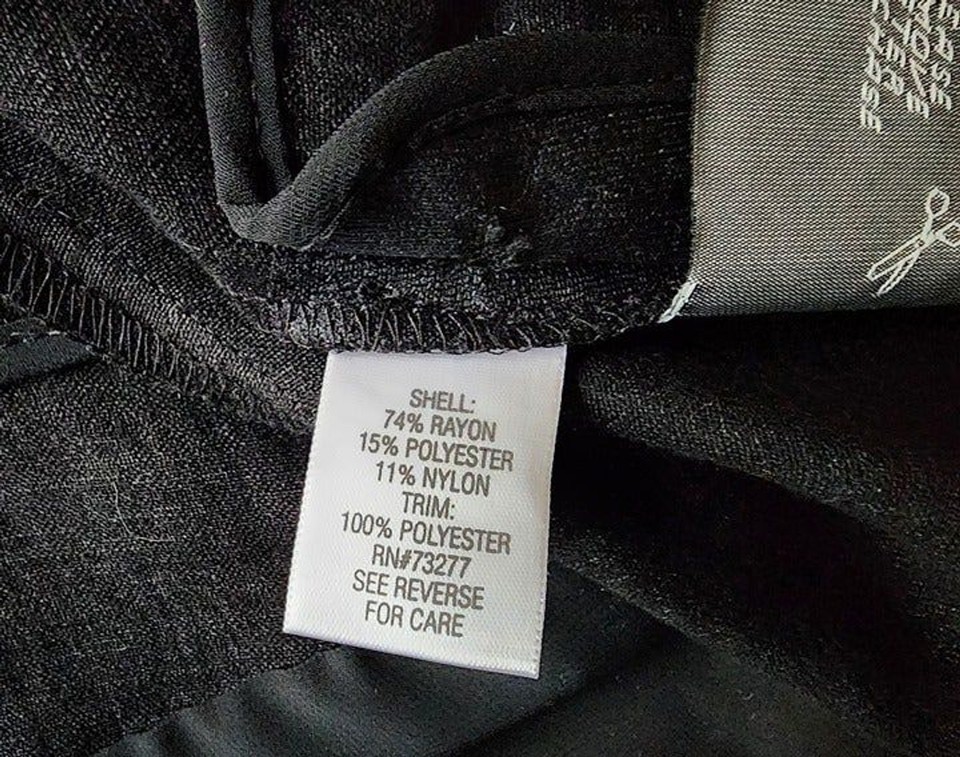 SHELL:
74% RAYON
15% POLYESTER
11% NYLON
TRIM:
100% POLYESTER
RN#73277
SEE REVERSE
FOR CARE